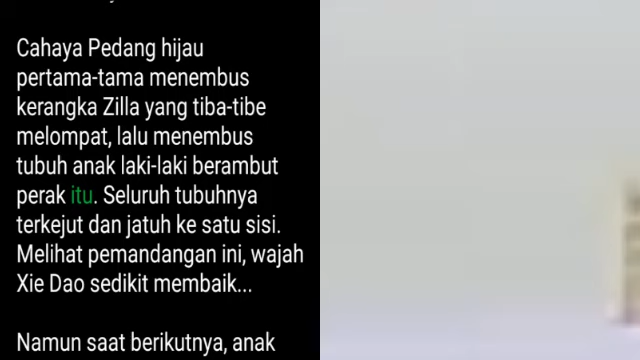 Cahaya Pedang hijau
pertama-tama menembus
kerangka Zilla yang tiba-tibe
melompat, lalu menembus
tubuh anak laki-laki berambut
perak itu. Seluruh tubuhnya
terkejut dan jatuh ke satu sisi.
Melihat pemandangan ini, wajah
Xie Dao sedikit membaik...
Namun saat berikutnya, anak